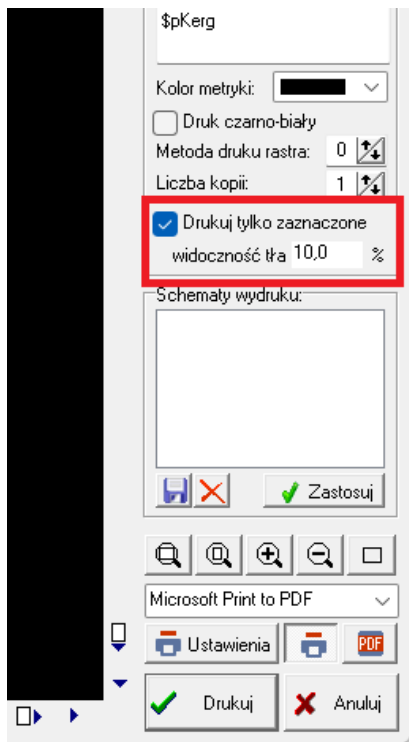 $pKerg
Kolor metryki:
Druk czarno-biały
Metoda druku rastra: 0
Liczba kopii: 1
Drukuj tylko zaznaczone
widoczność tła 10,0 %
Schematy wydruku:
Zastosuj
Microsoft Print to PDF
Ustawienia PDF
Drukuj Anuluj